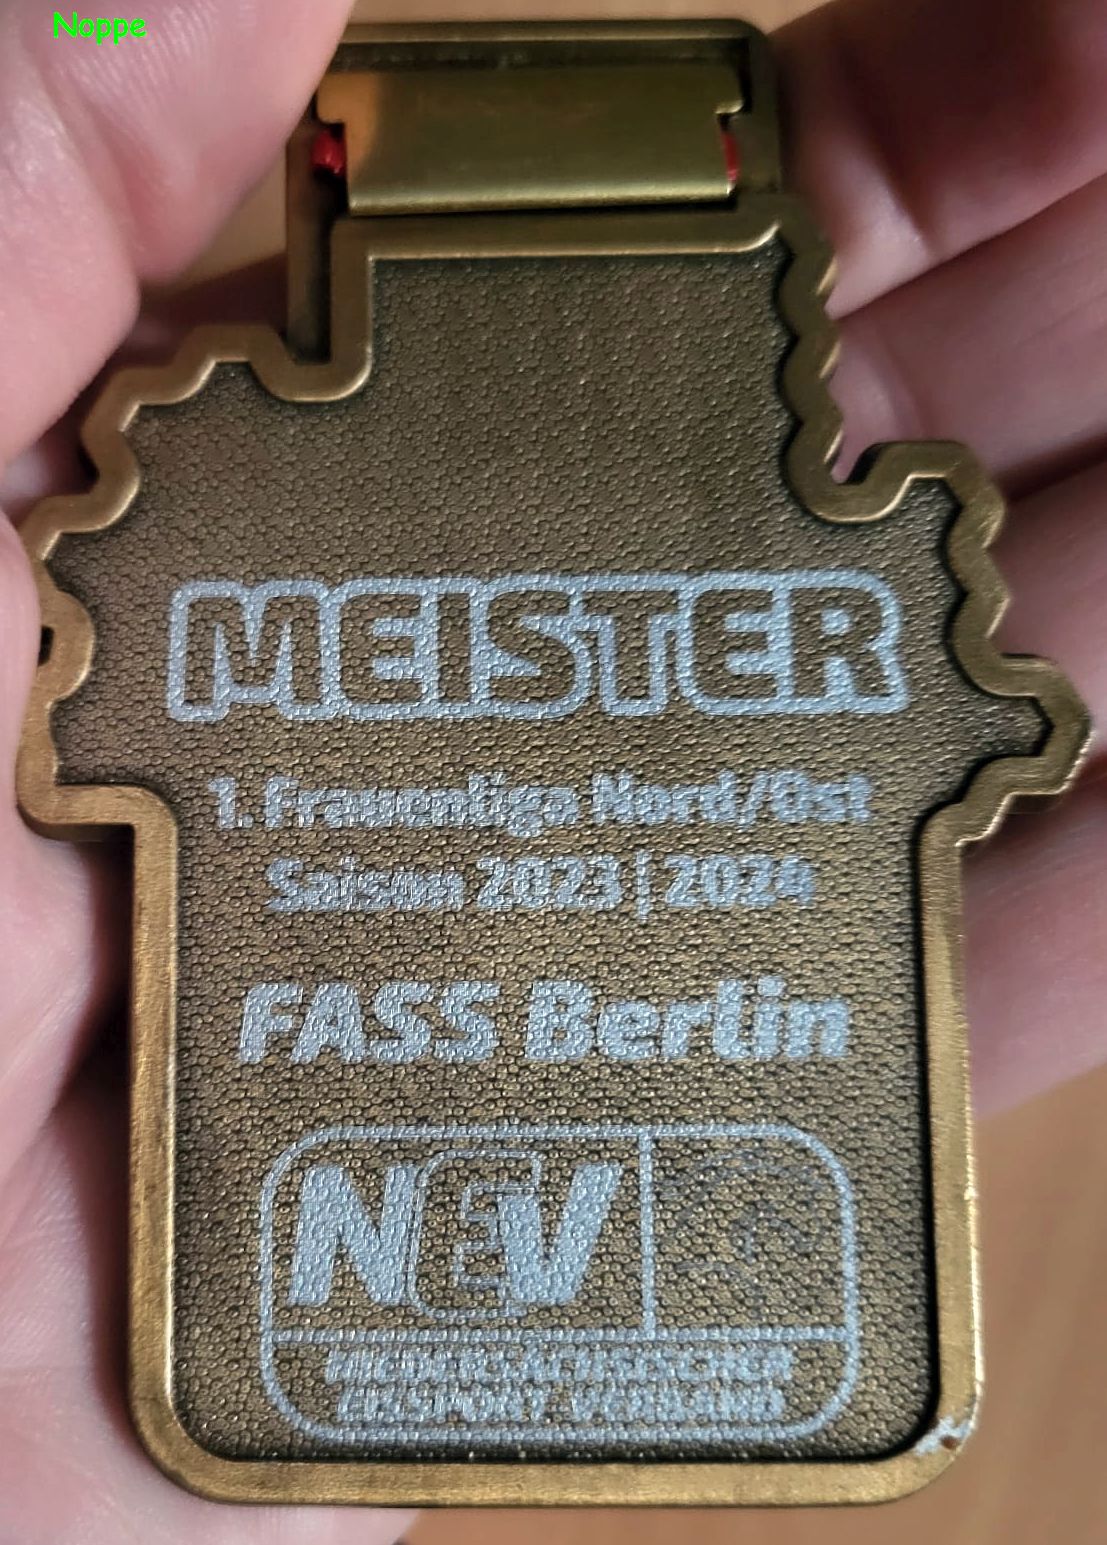 Noppe
MEISTER
1. Frauenliga Nord/Ost
Saison 2023 | 2024
FASS Berlin
NEV
NIEDERSÄCHSISCHER
EISSPORT VERBAND